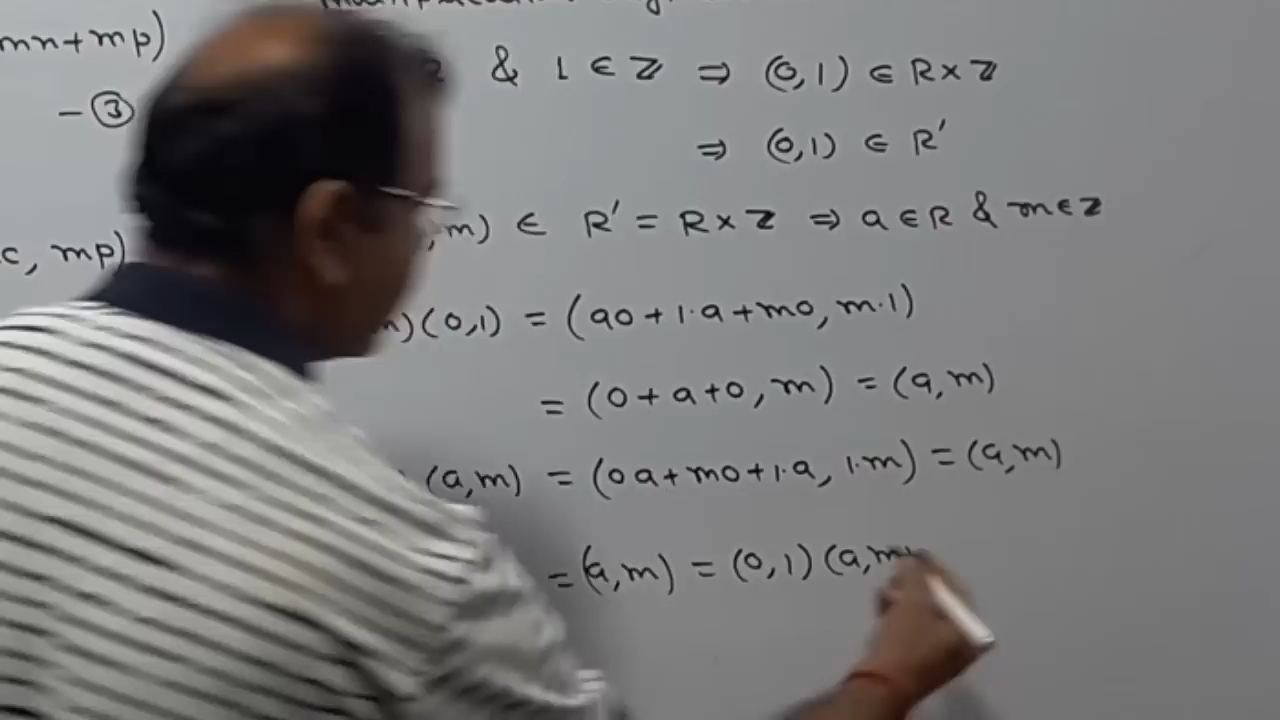 mn+mp)
& 1 ∈ ℤ ⇒ (0,1) ∈ R×ℤ
-③
⇒ (0,1) ∈ R'
,m) ∈ R' = R×ℤ ⇒ a∈R & m∈ℤ
c, mp)
)(0,1) = (a0+1·a+m0, m·1)
= (0+a+0, m) = (a,m)
(a,m) = (0a+m0+1·a, 1·m) = (a,m)
= (a,m) = (0,1)(a,m